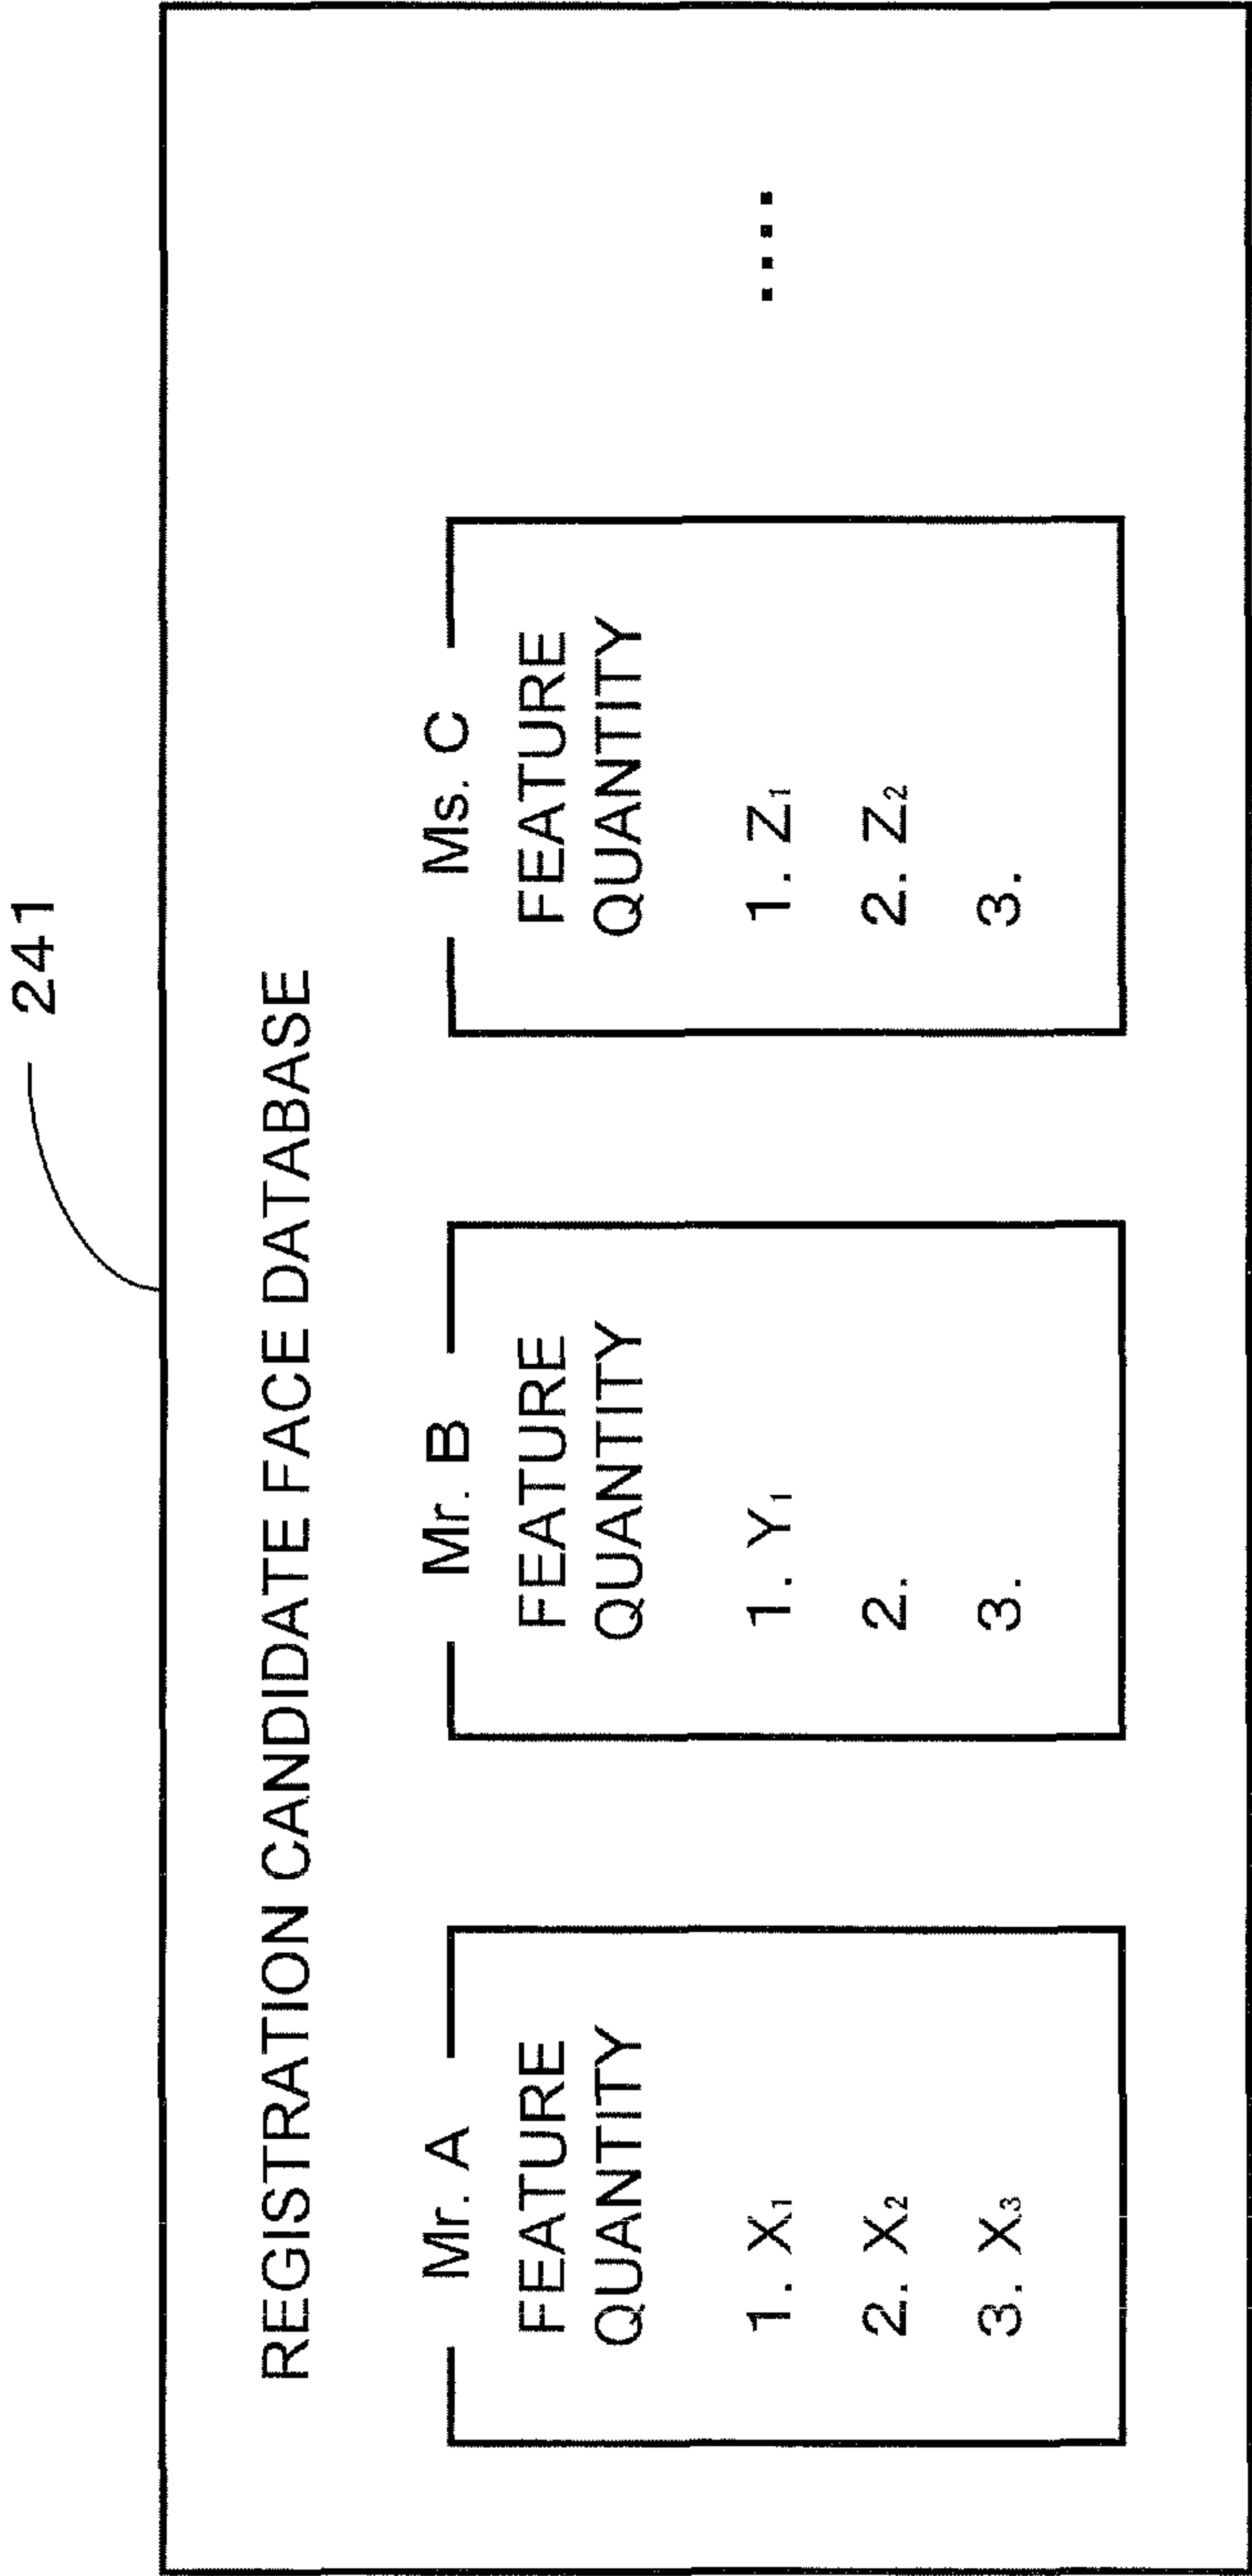 241
REGISTRATION CANDIDATE FACE DATABASE
Mr. A
FEATURE
QUANTITY
1. X₁
2. X₂
3. X₃
Mr. B
FEATURE
QUANTITY
1. Y₁
2.
3.
Ms. C
FEATURE
QUANTITY
1. Z₁
2. Z₂
3.
....